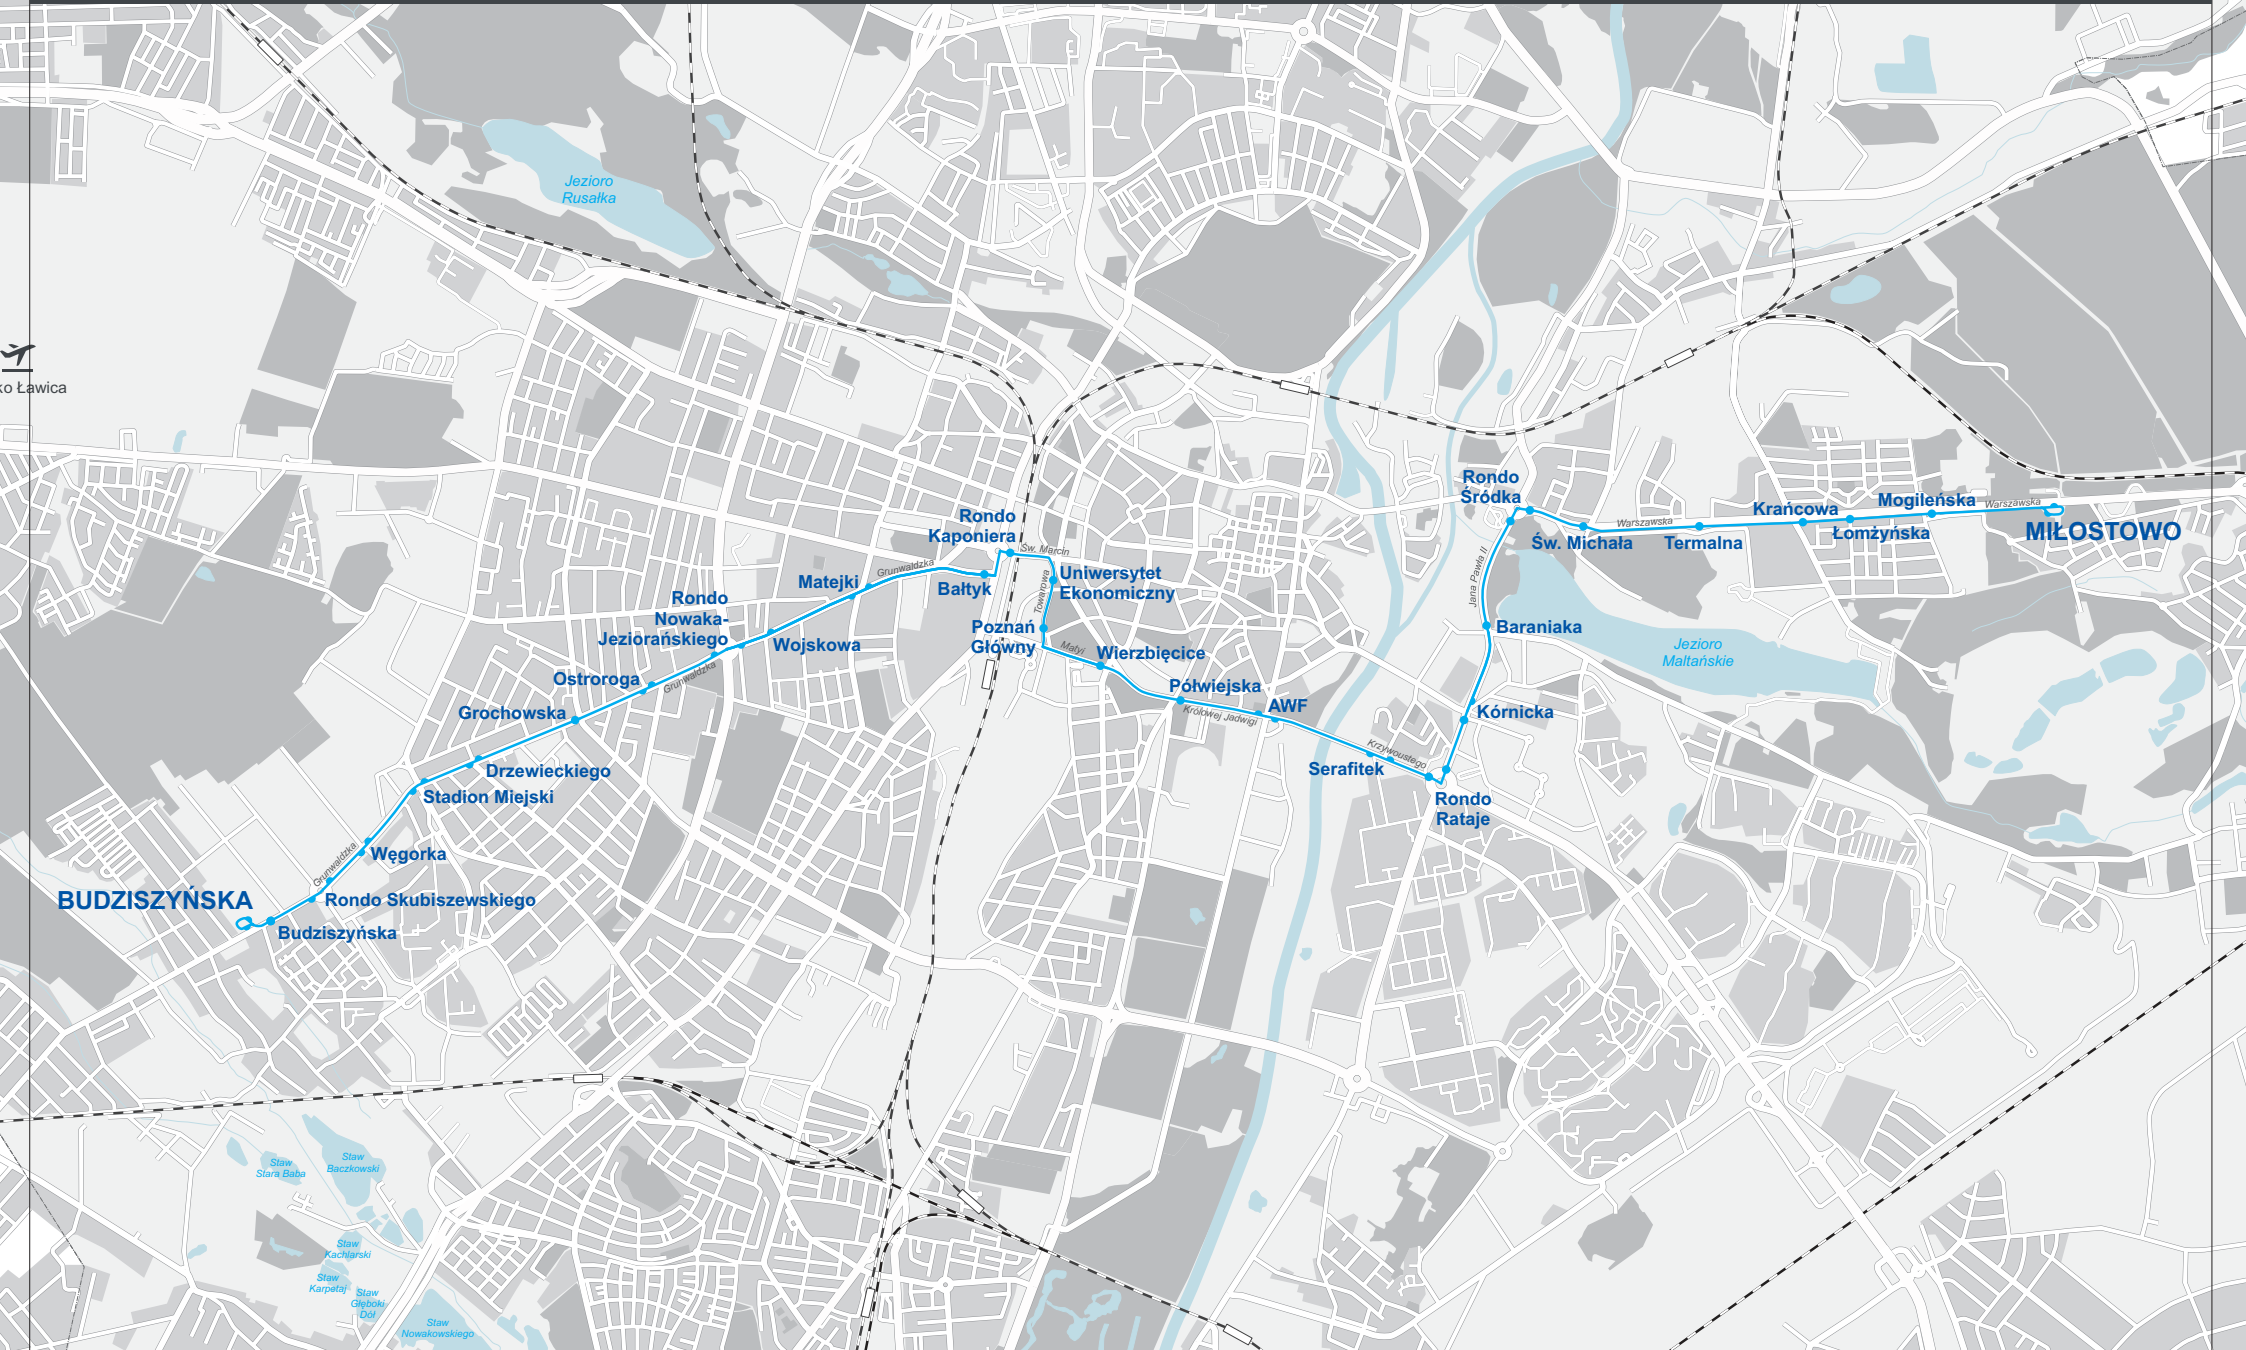 Jezioro
Rusałka
ko Ławica
Rondo
Śródka
Mogileńska
Warszawska
Krańcowa
Warszawska
Łomżyńska
MIŁOSTOWO
Św. Michała
Termalna
Rondo
Kaponiera
Św. Marcin
Grunwaldzka
Matejki
Bałtyk
Uniwersytet
Ekonomiczny
Towarowa
Jana Pawła II
Rondo
Nowaka-
Jeziorańskiego
Wojskowa
Poznań
Główny
Matyi
Wierzbięcice
Baraniaka
Jezioro
Maltańskie
Ostroroga
Grunwaldzka
Półwiejska
AWF
Królowej Jadwigi
Grochowska
Kórnicka
Krzywoustego
Serafitek
Drzewieckiego
Stadion Miejski
Rondo
Rataje
Grunwaldzka
Węgorka
BUDZISZYŃSKA
Rondo Skubiszewskiego
Budziszyńska
Staw
Stara Baba
Staw
Baczkowski
Staw
Kachlarski
Staw
Karpetaj
Staw
Głęboki
Dół
Staw
Nowakowskiego